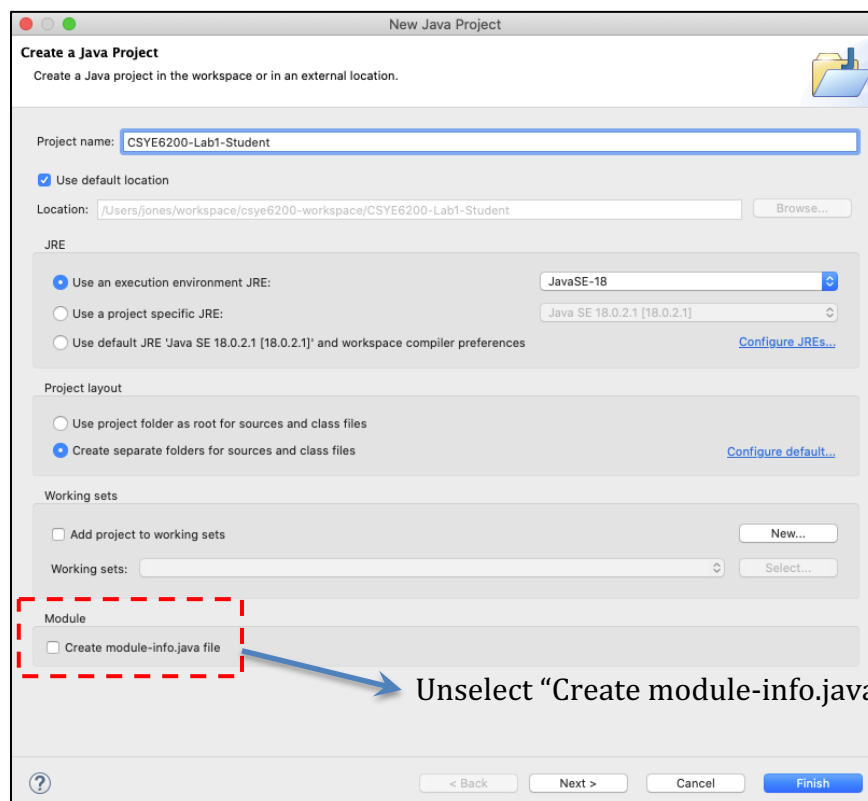 New Java Project
Create a Java Project
Create a Java project in the workspace or in an external location.
Project name: CSYE6200-Lab1-Student
Use default location
Location: /Users/jones/workspace/csye6200-workspace/CSYE6200-Lab1-Student Browse...
JRE
Use an execution environment JRE: JavaSE-18
Use a project specific JRE: Java SE 18.0.2.1 [18.0.2.1]
Use default JRE 'Java SE 18.0.2.1 [18.0.2.1]' and workspace compiler preferences Configure JREs...
Project layout
Use project folder as root for sources and class files
Create separate folders for sources and class files Configure default...
Working sets
Add project to working sets New...
Working sets: Select...
Module
Create module-info.java file
Unselect “Create module-info.java
? < Back Next > Cancel Finish